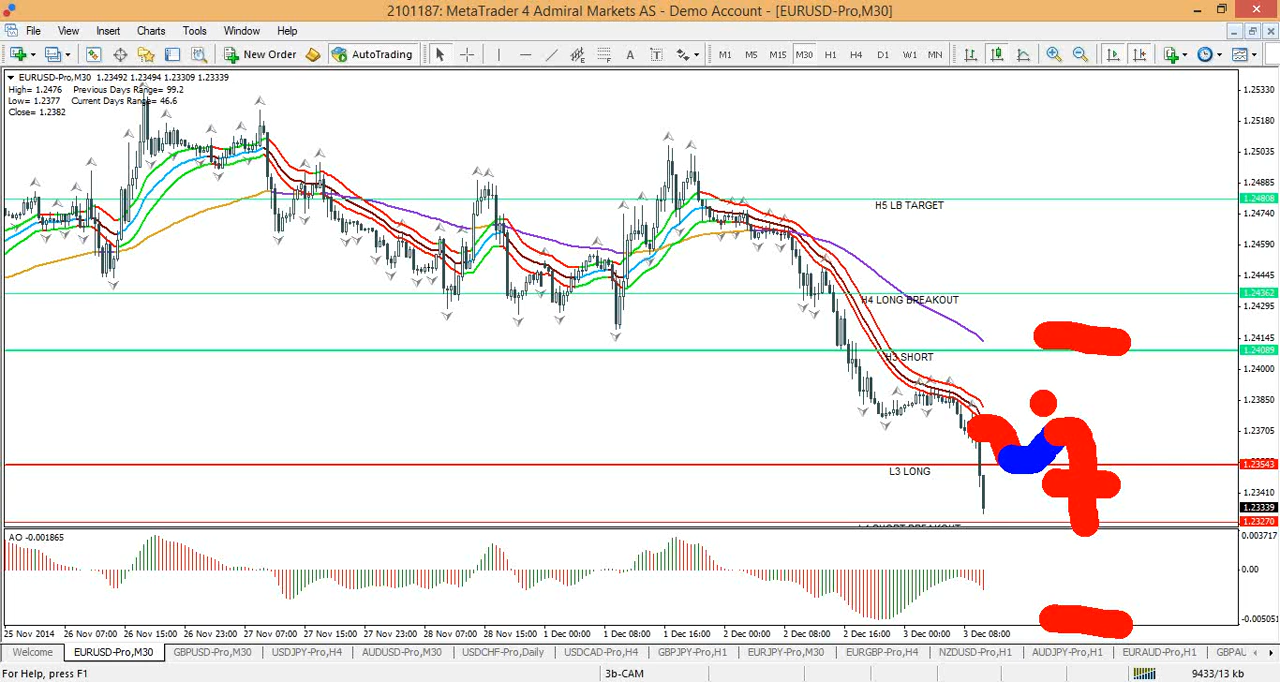 2101187: MetaTrader 4 Admiral Markets AS - Demo Account - [EURUSD-Pro,M30]
File View Insert Charts Tools Window Help
New Order AutoTrading A T M1 M5 M15 M30 H1 H4 D1 W1 MN
EURUSD-Pro,M30 1.23492 1.23494 1.23309 1.23339
High= 1.2476 Previous Days Range= 99.2
Low= 1.2377 Current Days Range= 46.6
Close= 1.2382
1.25330
1.25180
1.25035
1.24885
1.24808
H5 LB TARGET
1.24740
1.24590
1.24445
1.24362
H4 LONG BREAKOUT
1.24295
1.24145
1.24089
H3 SHORT
1.24000
1.23850
1.23705
1.23543
L3 LONG
1.23410
1.23339
1.23270
AO -0.001865
0.003717
0.00
-0.005051
25 Nov 2014 26 Nov 07:00 26 Nov 15:00 26 Nov 23:00 27 Nov 07:00 27 Nov 15:00 27 Nov 23:00 28 Nov 07:00 28 Nov 15:00 1 Dec 00:00 1 Dec 08:00 1 Dec 16:00 2 Dec 00:00 2 Dec 08:00 2 Dec 16:00 3 Dec 00:00 3 Dec 08:00
Welcome EURUSD-Pro,M30 GBPUSD-Pro,M30 USDJPY-Pro,H4 AUDUSD-Pro,M30 USDCHF-Pro,Daily USDCAD-Pro,H4 GBPJPY-Pro,H1 EURJPY-Pro,M30 EURGBP-Pro,H4 NZDUSD-Pro,H1 AUDJPY-Pro,H1 EURAUD-Pro,H1 GBPAU
For Help, press F1 3b-CAM 9433/13 kb